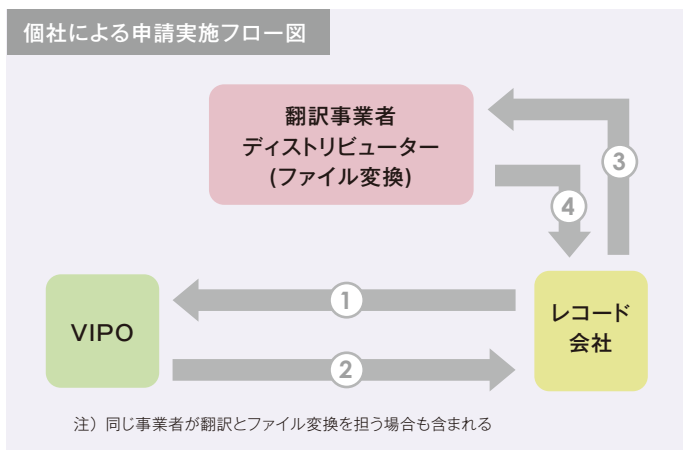 個社による申請実施フロー図
翻訳事業者
ディストリビューター
(ファイル変換)
3
4
1
レコード
会社
VIPO
2
注）同じ事業者が翻訳とファイル変換を担う場合も含まれる